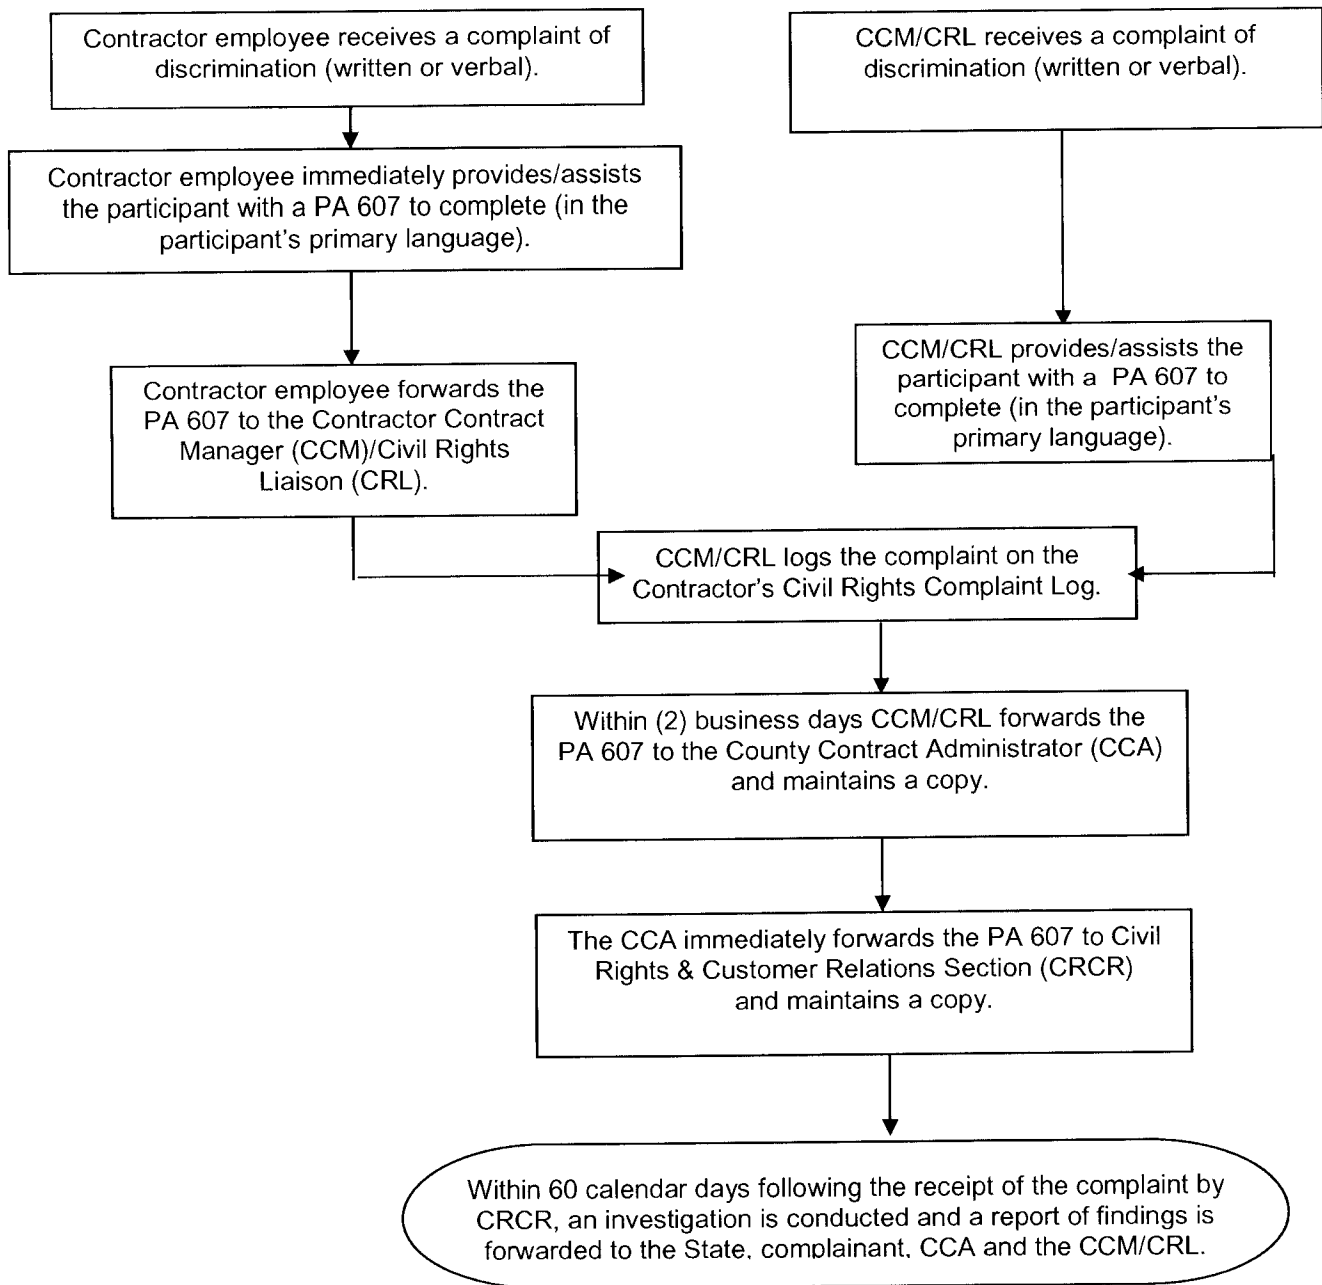 Contractor employee receives a complaint of
discrimination (written or verbal).
CCM/CRL receives a complaint of
discrimination (written or verbal).
Contractor employee immediately provides/assists
the participant with a PA 607 to complete (in the
participant's primary language).
CCM/CRL provides/assists the
participant with a PA 607 to
complete (in the participant's
primary language).
Contractor employee forwards the
PA 607 to the Contractor Contract
Manager (CCM)/Civil Rights
Liaison (CRL).
CCM/CRL logs the complaint on the
Contractor's Civil Rights Complaint Log.
Within (2) business days CCM/CRL forwards the
PA 607 to the County Contract Administrator (CCA)
and maintains a copy.
The CCA immediately forwards the PA 607 to Civil
Rights & Customer Relations Section (CRCR)
and maintains a copy.
Within 60 calendar days following the receipt of the complaint by
CRCR, an investigation is conducted and a report of findings is
forwarded to the State, complainant, CCA and the CCM/CRL.